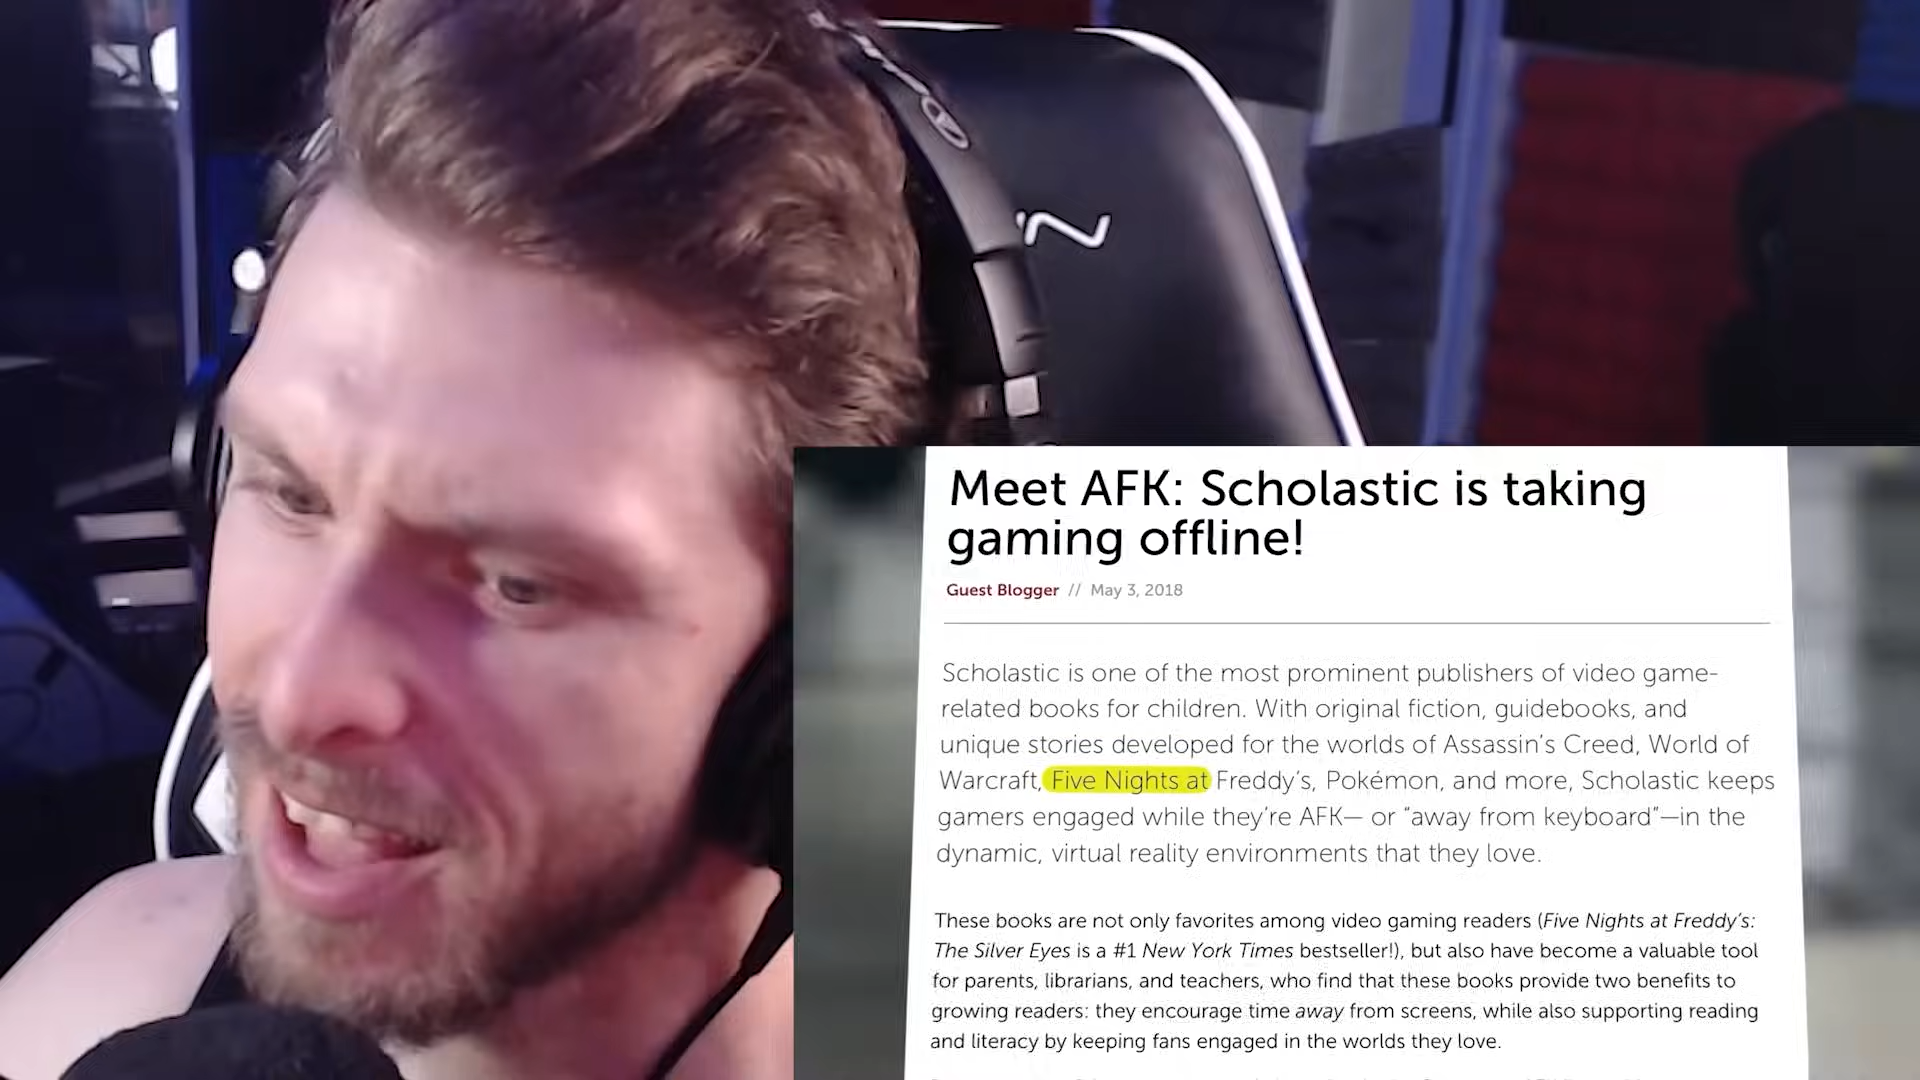 Meet AFK: Scholastic is taking
gaming offline!
Guest Blogger // May 3, 2018
Scholastic is one of the most prominent publishers of video game-
related books for children. With original fiction, guidebooks, and
unique stories developed for the worlds of Assassin's Creed, World of
Warcraft, Five Nights at Freddy's, Pokémon, and more, Scholastic keeps
gamers engaged while they're AFK— or “away from keyboard”—in the
dynamic, virtual reality environments that they love.
These books are not only favorites among video gaming readers (Five Nights at Freddy's:
The Silver Eyes is a #1 New York Times bestseller!), but also have become a valuable tool
for parents, librarians, and teachers, who find that these books provide two benefits to
growing readers: they encourage time away from screens, while also supporting reading
and literacy by keeping fans engaged in the worlds they love.